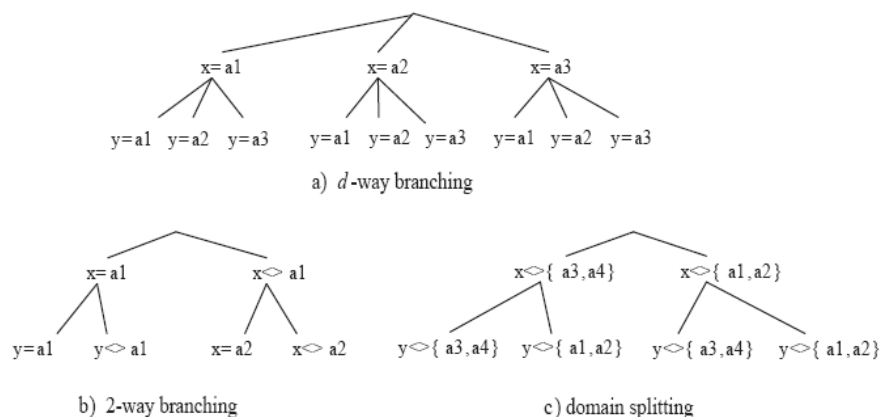 x=a1 x=a2 x=a3
y=a1 y=a2 y=a3 y=a1 y=a2 y=a3 y=a1 y=a2 y=a3
a) d-way branching
x=a1 x<>a1 x<>{a3,a4} x<>{a1,a2}
y=a1 y<>a1 x=a2 x<>a2 y<>{a3,a4} y<>{a1,a2} y<>{a3,a4} y<>{a1,a2}
b) 2-way branching c) domain splitting